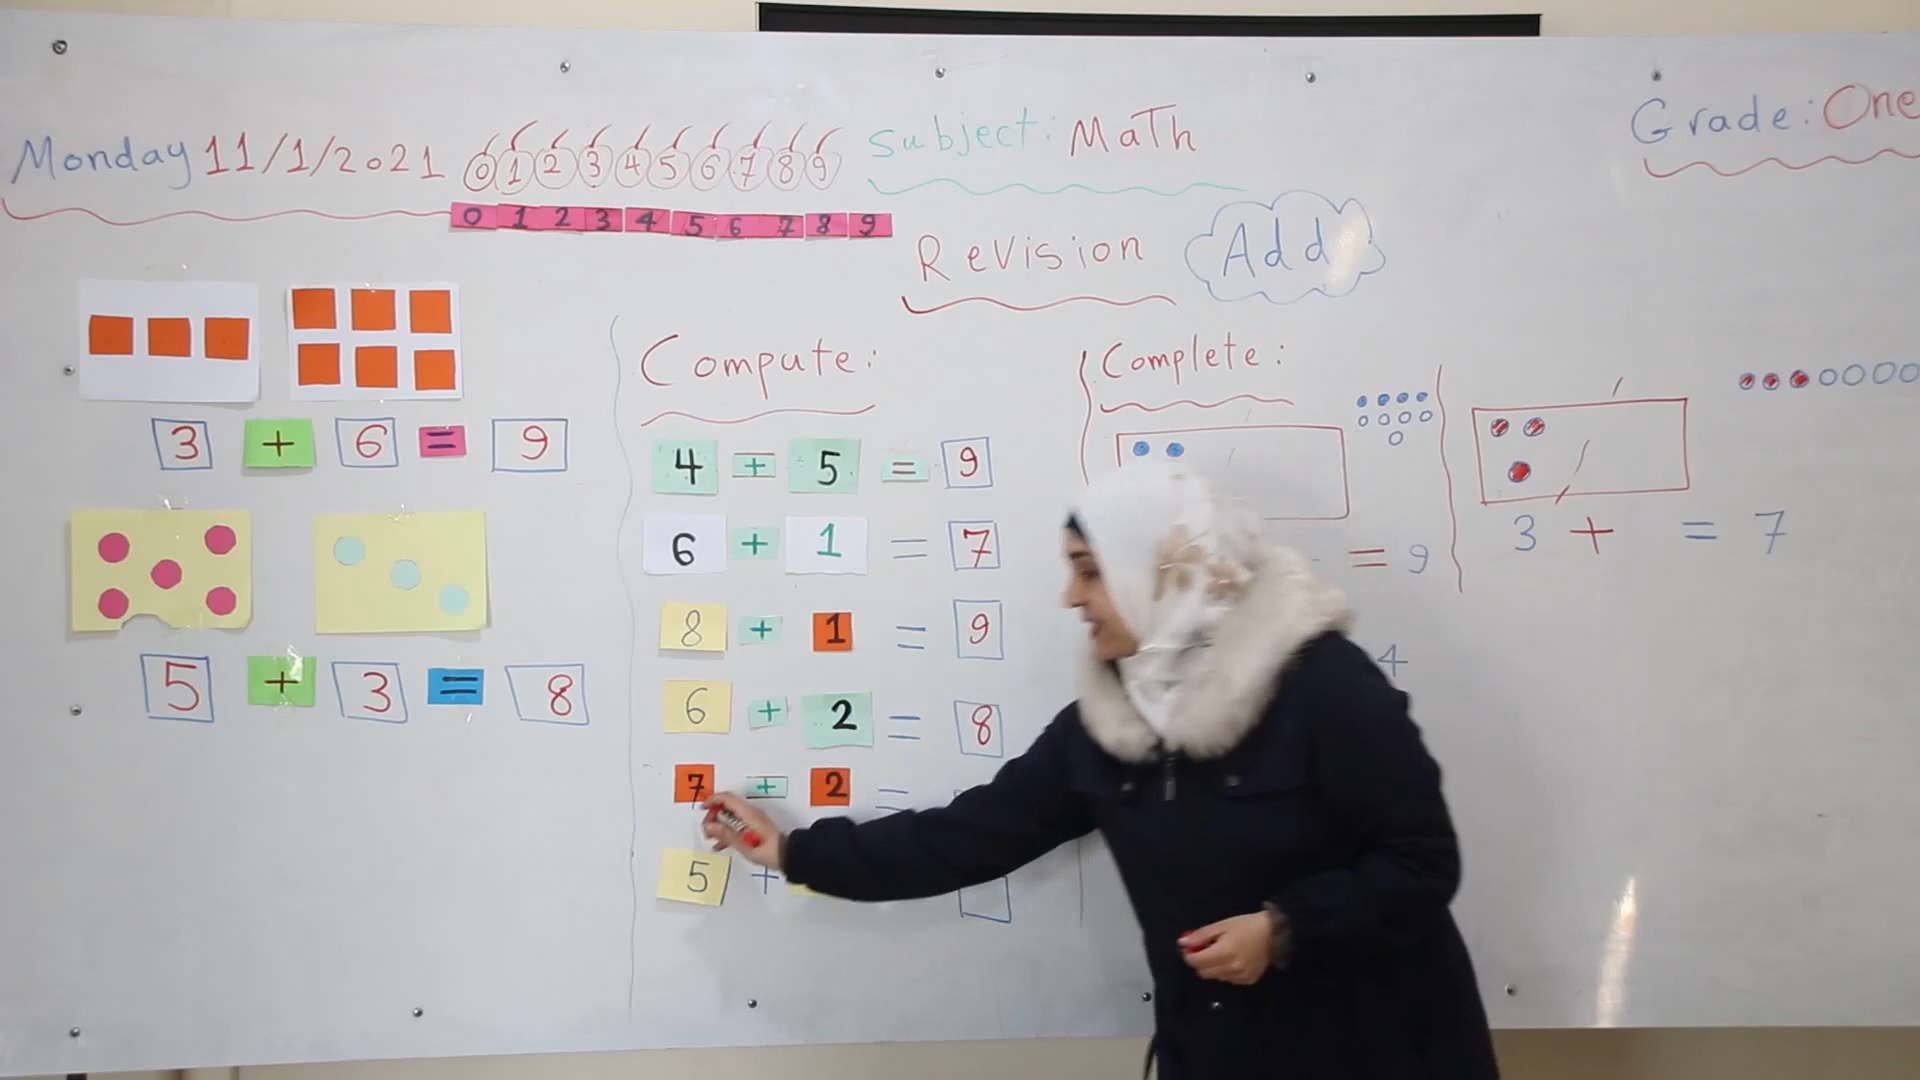 Monday 11/1/2021
0 1 2 3 4 5 6 7 8 9
Subject: Math
Grade: One
0 1 2 3 4 5 6 7 8 9
Revision
Add
3 + 6 = 9
5 + 3 = 8
Compute:
4 + 5 = 9
6 + 1 = 7
8 + 1 = 9
6 + 2 = 8
7 + 2 =
5 +
Complete:
= 9
4
3 + = 7